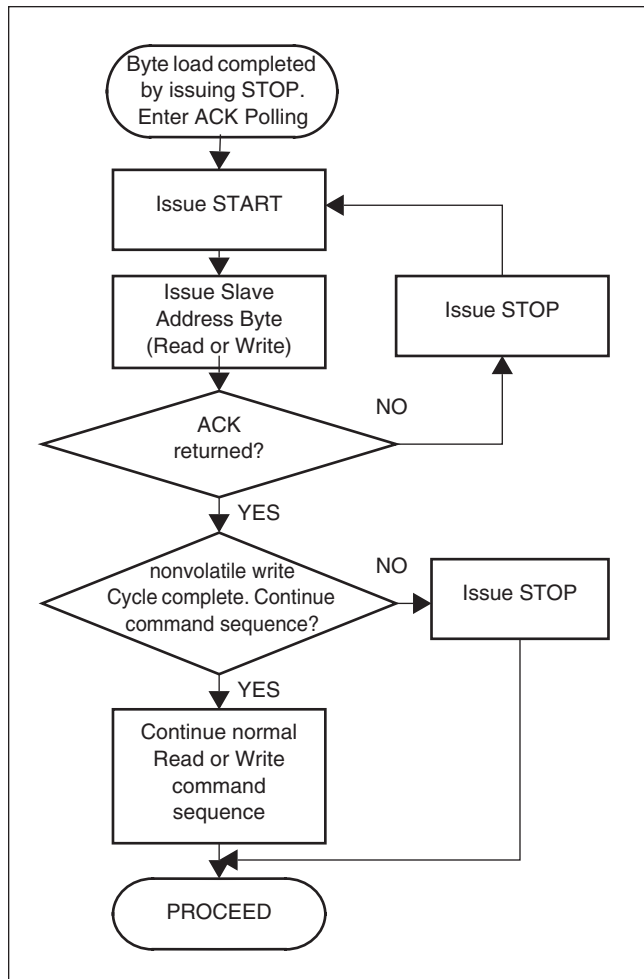 Byte load completed
by issuing STOP.
Enter ACK Polling
Issue START
Issue Slave
Address Byte
(Read or Write)
Issue STOP
NO
ACK
returned?
YES
nonvolatile write
Cycle complete. Continue
command sequence?
NO
Issue STOP
YES
Continue normal
Read or Write
command
sequence
PROCEED